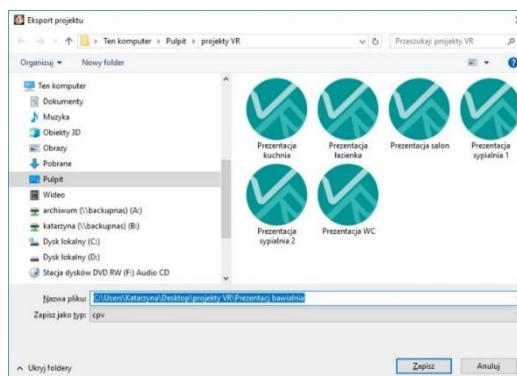 Eksport projektu
Ten komputer > Pulpit > projekty VR
Przeszukaj projekty VR
Organizuj
Nowy folder
Ten komputer
Dokumenty
Muzyka
Obiekty 3D
Obrazy
Pobrane
Pulpit
Wideo
archiwum (\\backupnas) (A:)
katarzyna (\\backupnas) (B:)
Dysk lokalny (C:)
Dysk lokalny (D:)
Stacja dysków DVD RW (F:) Audio CD
Prezentacja
kuchnia
Prezentacja
łazienka
Prezentacja salon
Prezentacja
sypialnia 1
Prezentacja
sypialnia 2
Prezentacja WC
Nazwa pliku: C:\Users\Katarzyna\Desktop\projekty VR\Prezentacj bawialnia
Zapisz jako typ: cpv
Ukryj foldery
Zapisz
Anuluj